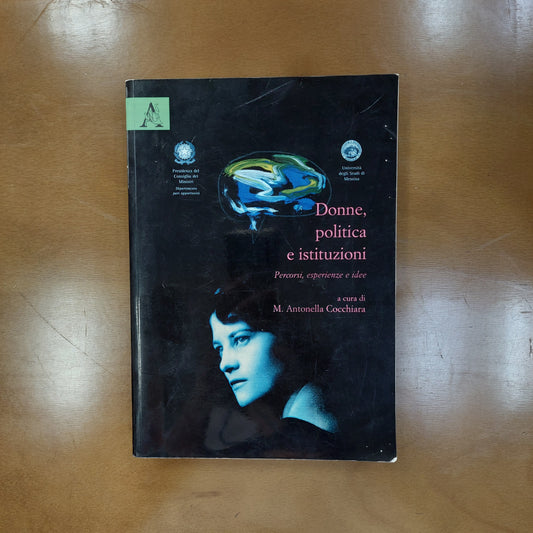 A
Presidenza del
Consiglio dei
Ministri
Dipartimento
pari opportunità
Università
degli Studi di
Messina
Donne,
politica
e istituzioni
Percorsi, esperienze e idee
a cura di
M. Antonella Cocchiara